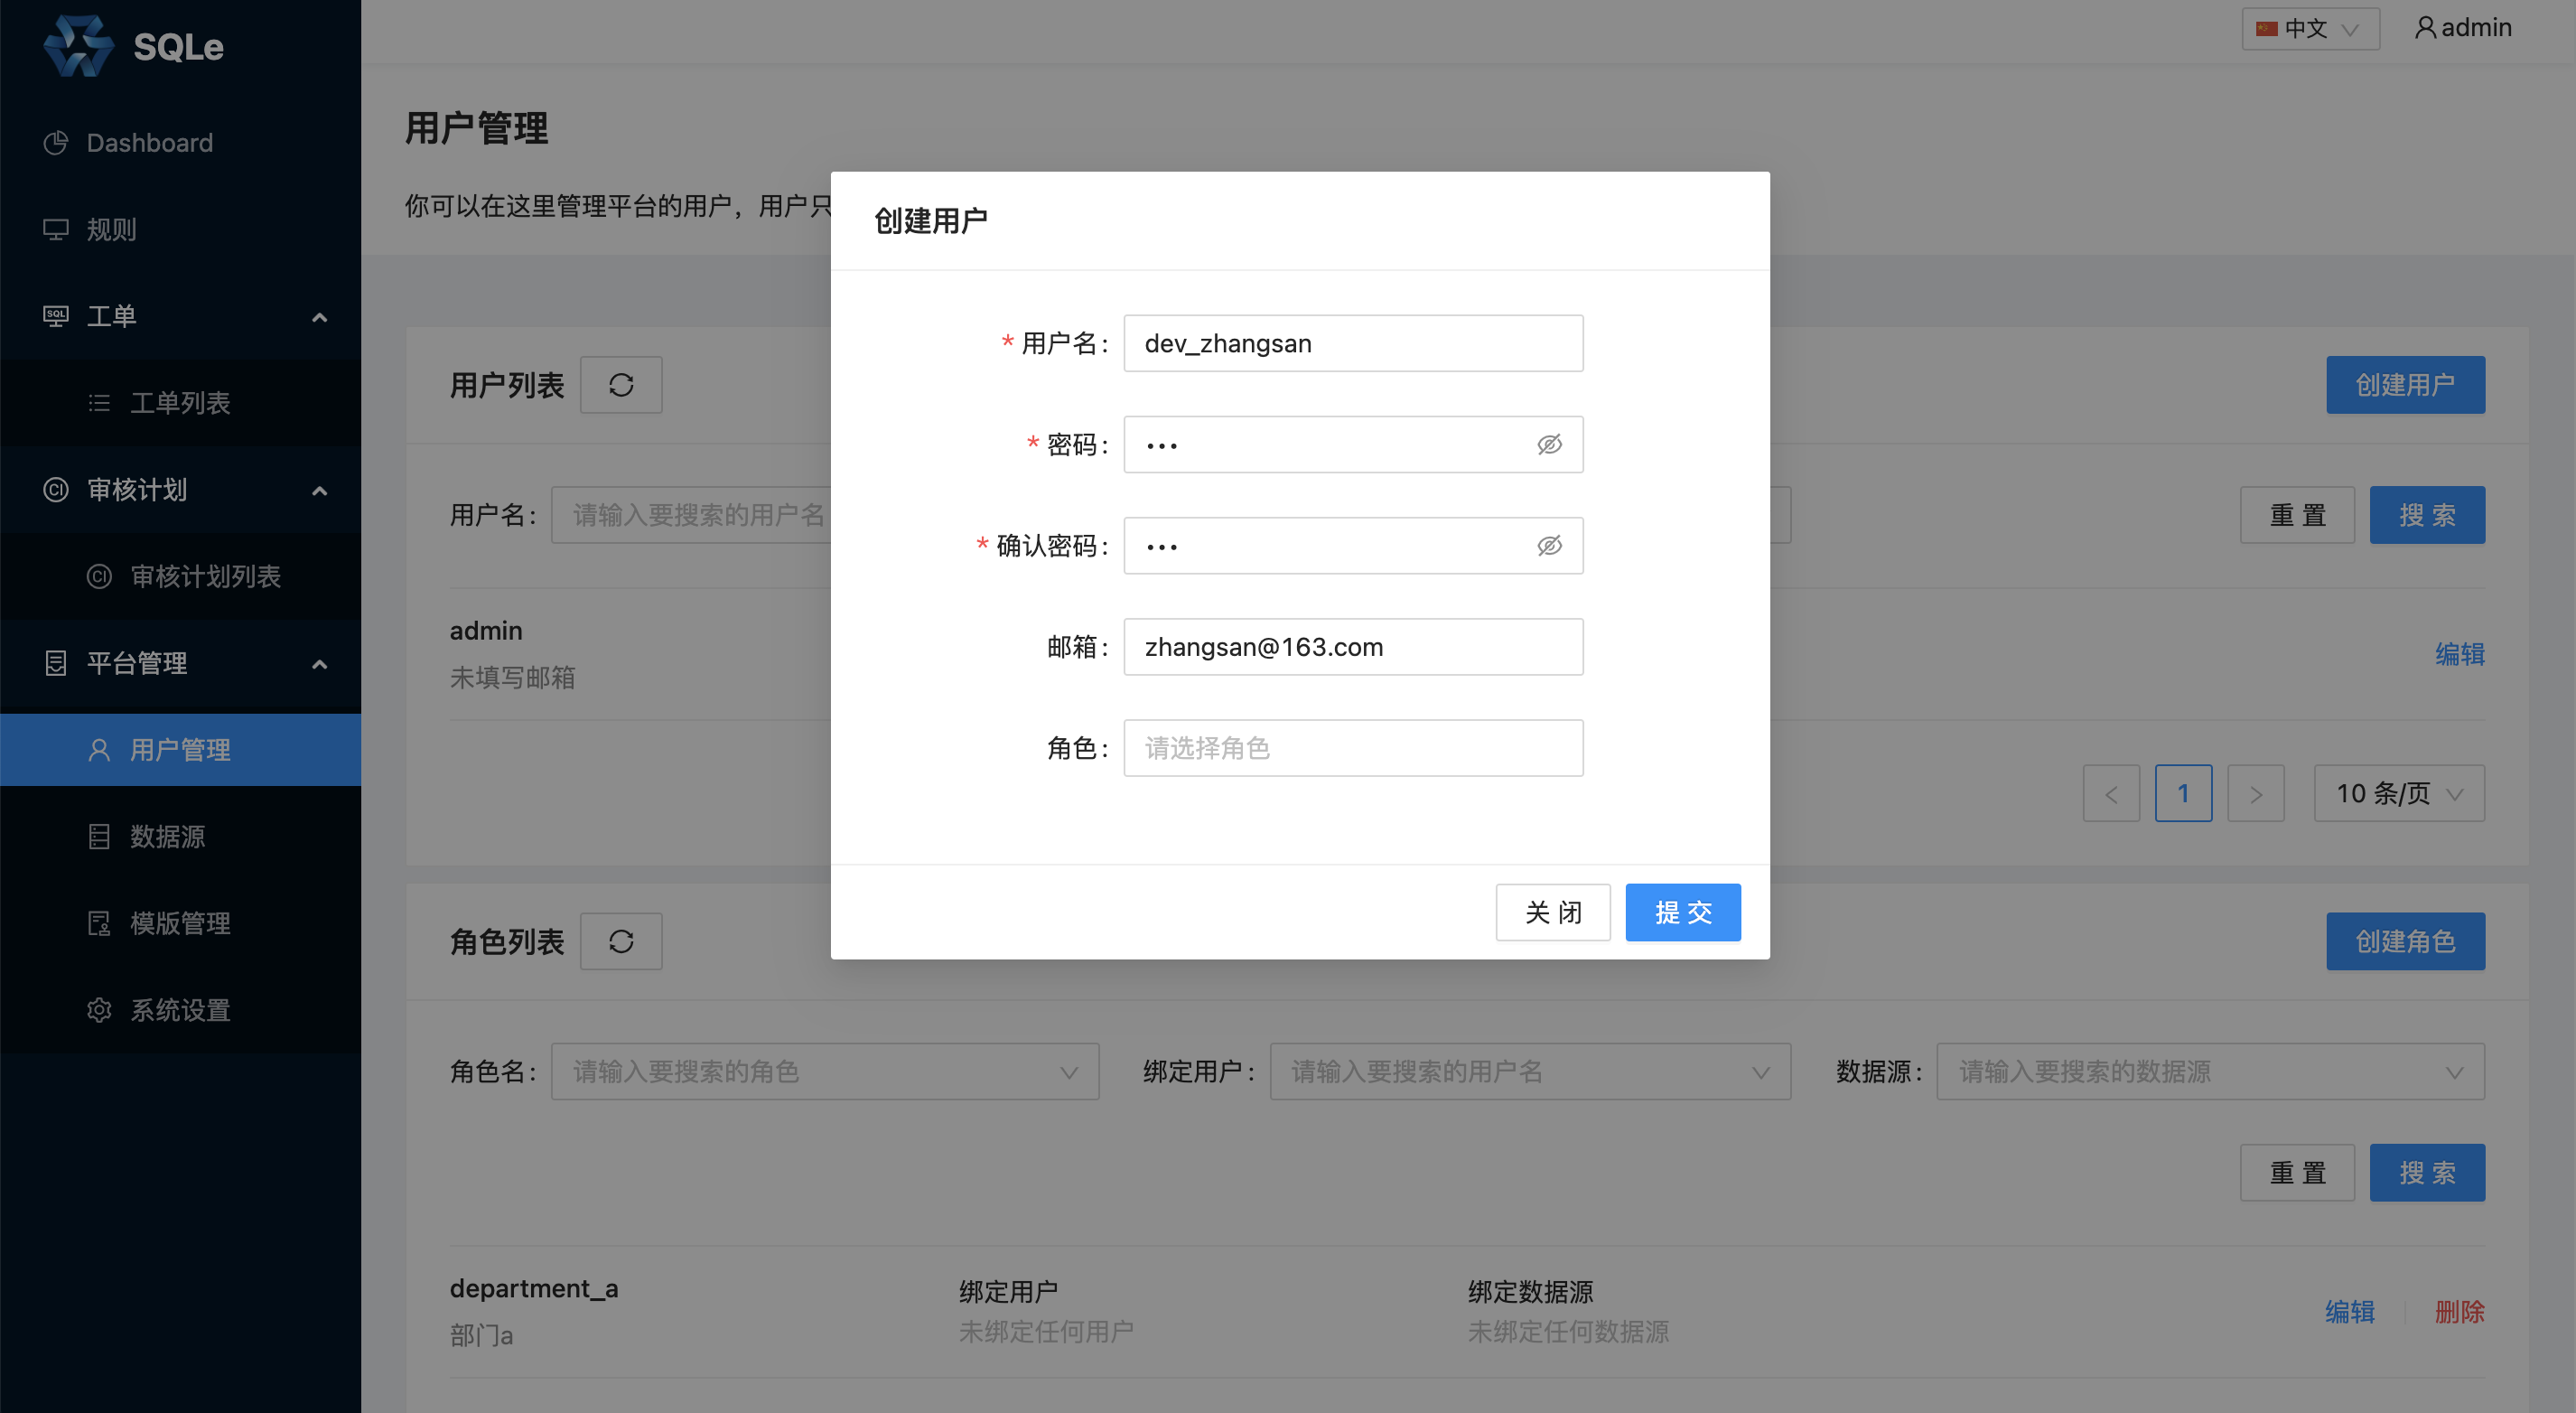 SQLe
中文
admin
Dashboard
规则
工单
工单列表
审核计划
审核计划列表
平台管理
用户管理
数据源
模版管理
系统设置
用户管理
你可以在这里管理平台的用户，用户只
用户列表
创建用户
用户名：
请输入要搜索的用户名
重 置
搜 索
admin
未填写邮箱
编辑
1
10 条/页
创建用户
* 用户名：
dev_zhangsan
* 密码：
•••
* 确认密码：
•••
邮箱：
zhangsan@163.com
角色：
请选择角色
关 闭
提 交
角色列表
创建角色
角色名：
请输入要搜索的角色
绑定用户：
请输入要搜索的用户名
数据源：
请输入要搜索的数据源
重 置
搜 索
department_a
部门a
绑定用户
未绑定任何用户
绑定数据源
未绑定任何数据源
编辑
删除